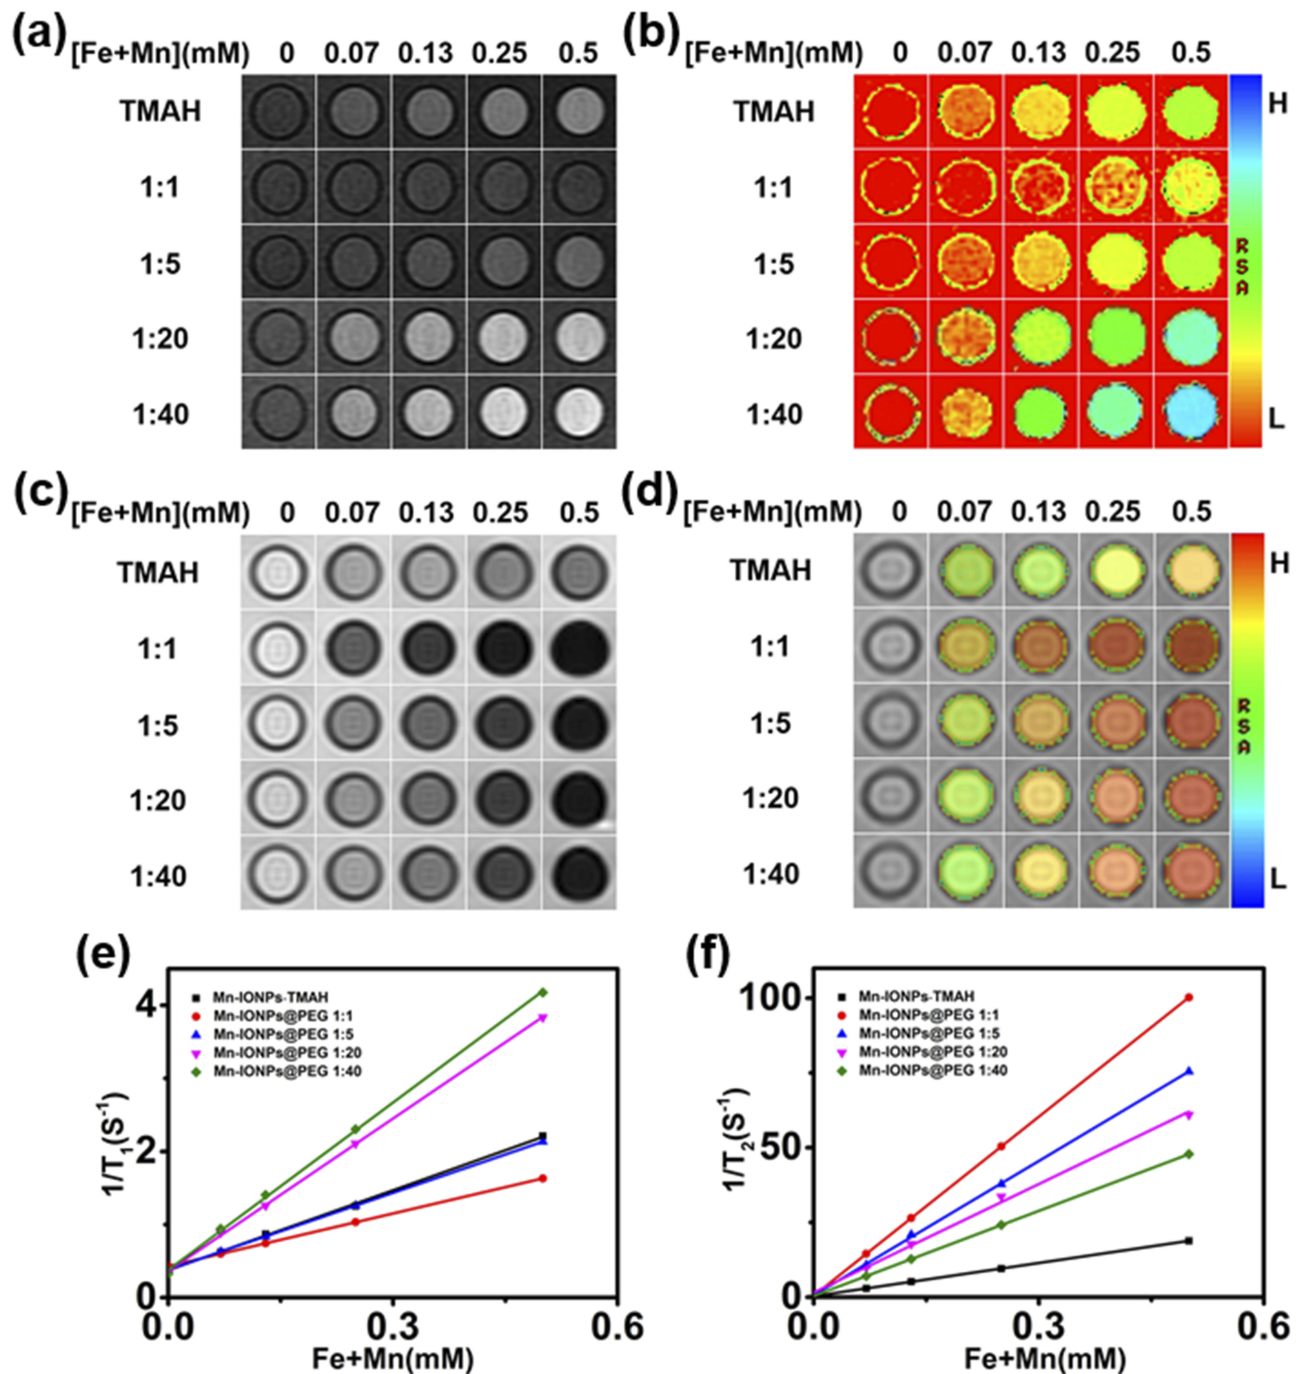 (a)
[Fe+Mn](mM) 0 0.07 0.13 0.25 0.5
TMAH
1:1
1:5
1:20
1:40
(b)
[Fe+Mn](mM) 0 0.07 0.13 0.25 0.5
TMAH
1:1
1:5
1:20
1:40
H
R
S
A
L
(c)
[Fe+Mn](mM) 0 0.07 0.13 0.25 0.5
TMAH
1:1
1:5
1:20
1:40
(d)
[Fe+Mn](mM) 0 0.07 0.13 0.25 0.5
TMAH
1:1
1:5
1:20
1:40
H
R
S
A
L
(e)
Mn-IONPs-TMAH
Mn-IONPs@PEG 1:1
Mn-IONPs@PEG 1:5
Mn-IONPs@PEG 1:20
Mn-IONPs@PEG 1:40
1/T₁(S⁻¹)
4
2
0
0.0 0.3 0.6
Fe+Mn(mM)
(f)
Mn-IONPs-TMAH
Mn-IONPs@PEG 1:1
Mn-IONPs@PEG 1:5
Mn-IONPs@PEG 1:20
Mn-IONPs@PEG 1:40
1/T₂(S⁻¹)
100
50
0
0.0 0.3 0.6
Fe+Mn(mM)